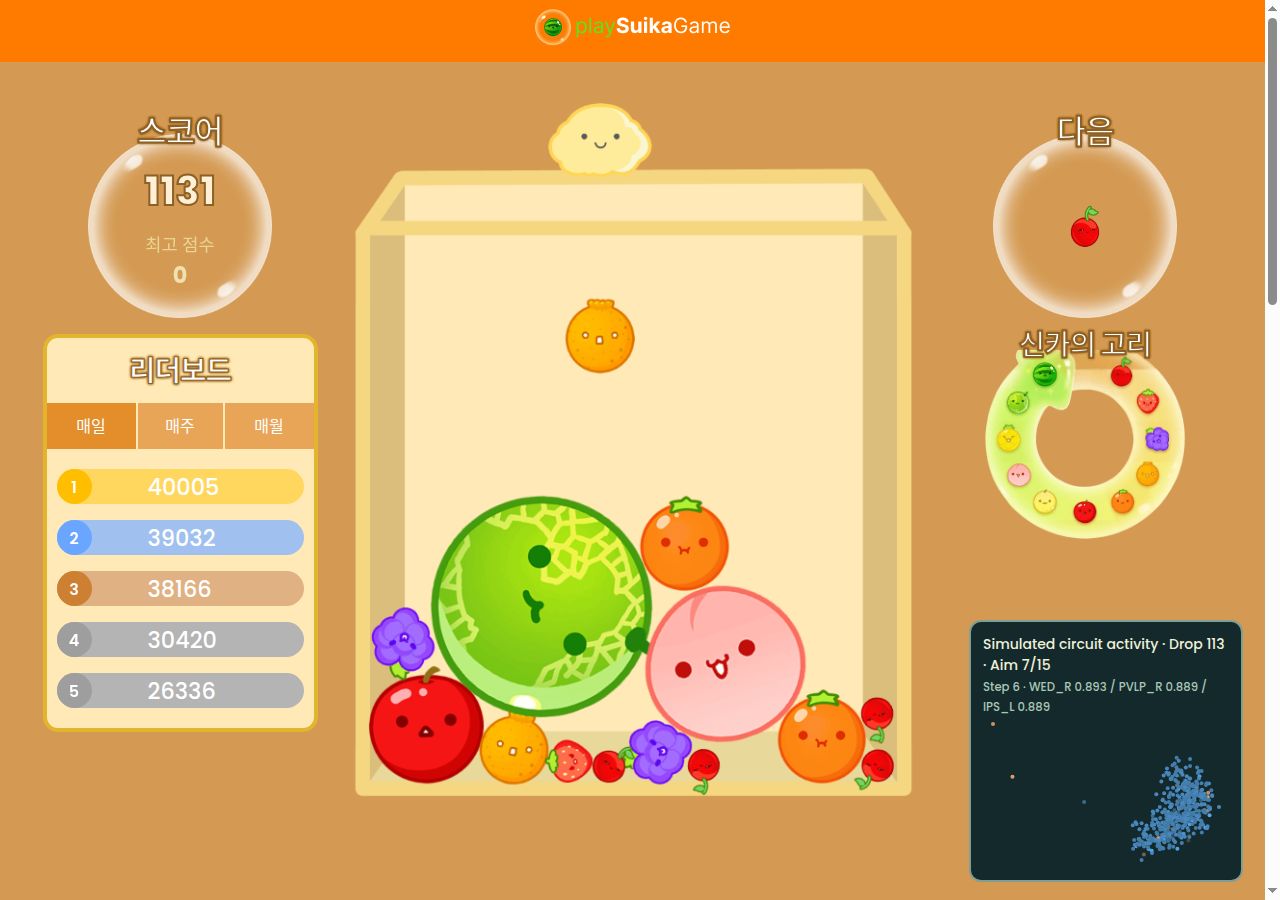 playSuikaGame
스코어
1131
최고 점수
0
다음
신카의 고리
리더보드
매일
매주
매월
1
40005
2
39032
3
38166
4
30420
5
26336
Simulated circuit activity · Drop 113
· Aim 7/15
Step 6 · WED_R 0.893 / PVLP_R 0.889 /
IPS_L 0.889